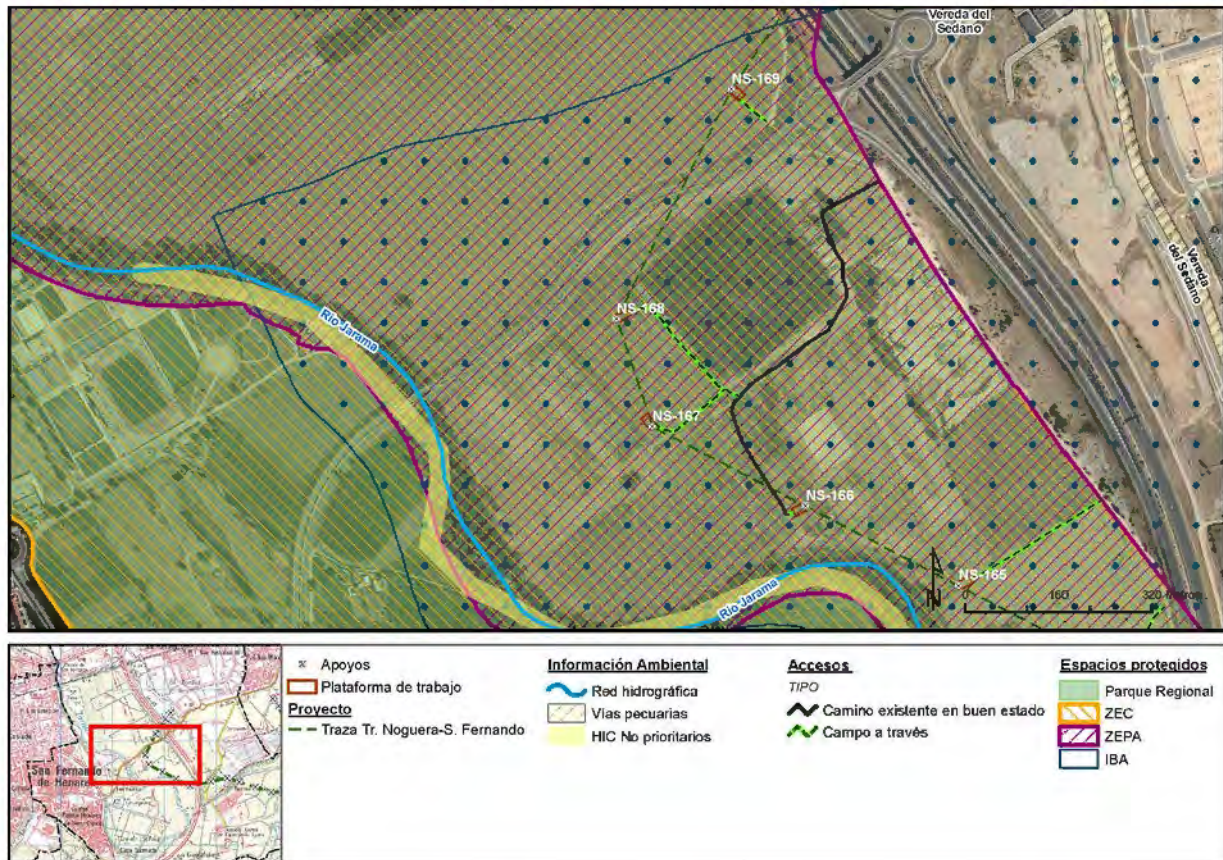 Vereda del
Sedano
NS-169
Vereda
del Sedano
NS-168
Río Jarama
NS-167
NS-166
NS-165
Río Jarama
N
0 160 320
Apoyos
Plataforma de trabajo
Proyecto
Traza Tr. Noguera-S. Fernando
Información Ambiental
Red hidrográfica
Vías pecuarias
HIC No prioritarios
Accesos
TIPO
Camino existente en buen estado
Campo a través
Espacios protegidos
Parque Regional
ZEC
ZEPA
IBA
San Fernando
de Henares